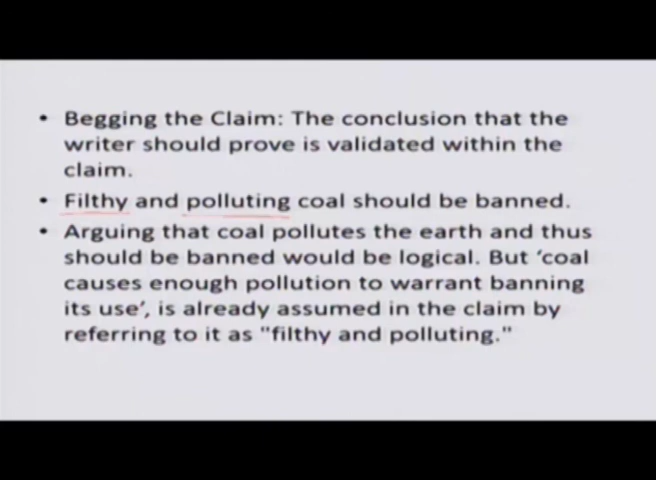 • Begging the Claim: The conclusion that the
writer should prove is validated within the
claim.
• Filthy and polluting coal should be banned.
• Arguing that coal pollutes the earth and thus
should be banned would be logical. But ‘coal
causes enough pollution to warrant banning
its use’, is already assumed in the claim by
referring to it as "filthy and polluting."